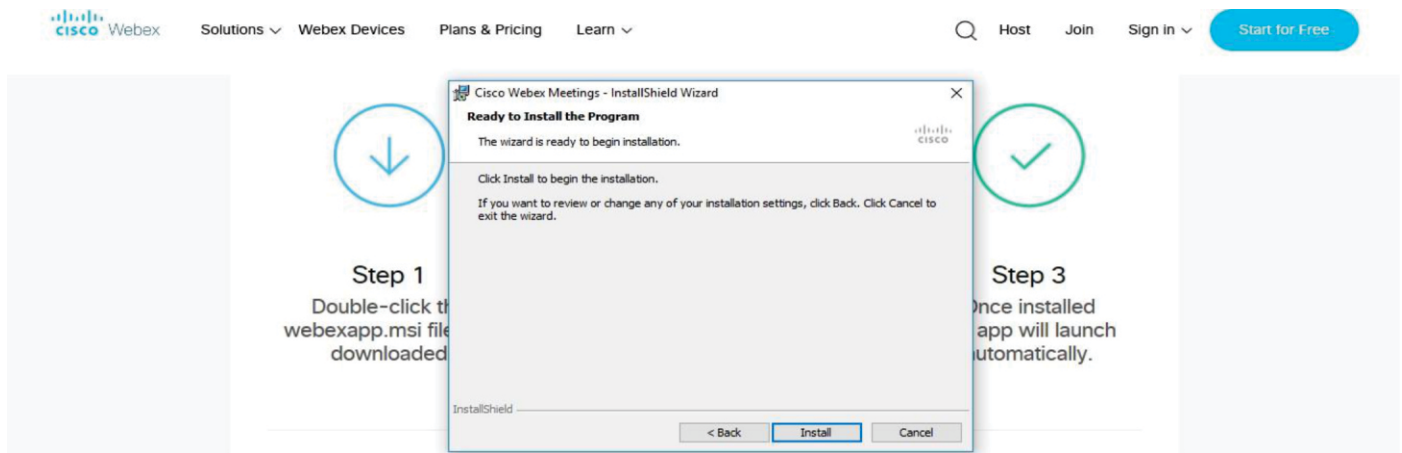 cisco Webex Solutions Webex Devices Plans & Pricing Learn Host Join Sign in Start for Free
Cisco Webex Meetings - InstallShield Wizard
Ready to Install the Program
The wizard is ready to begin installation.
cisco
Click Install to begin the installation.
If you want to review or change any of your installation settings, click Back. Click Cancel to
exit the wizard.
InstallShield
< Back Install Cancel
Step 1
Double-click
webexapp.msi
downloaded
Step 3
installed
app will launch